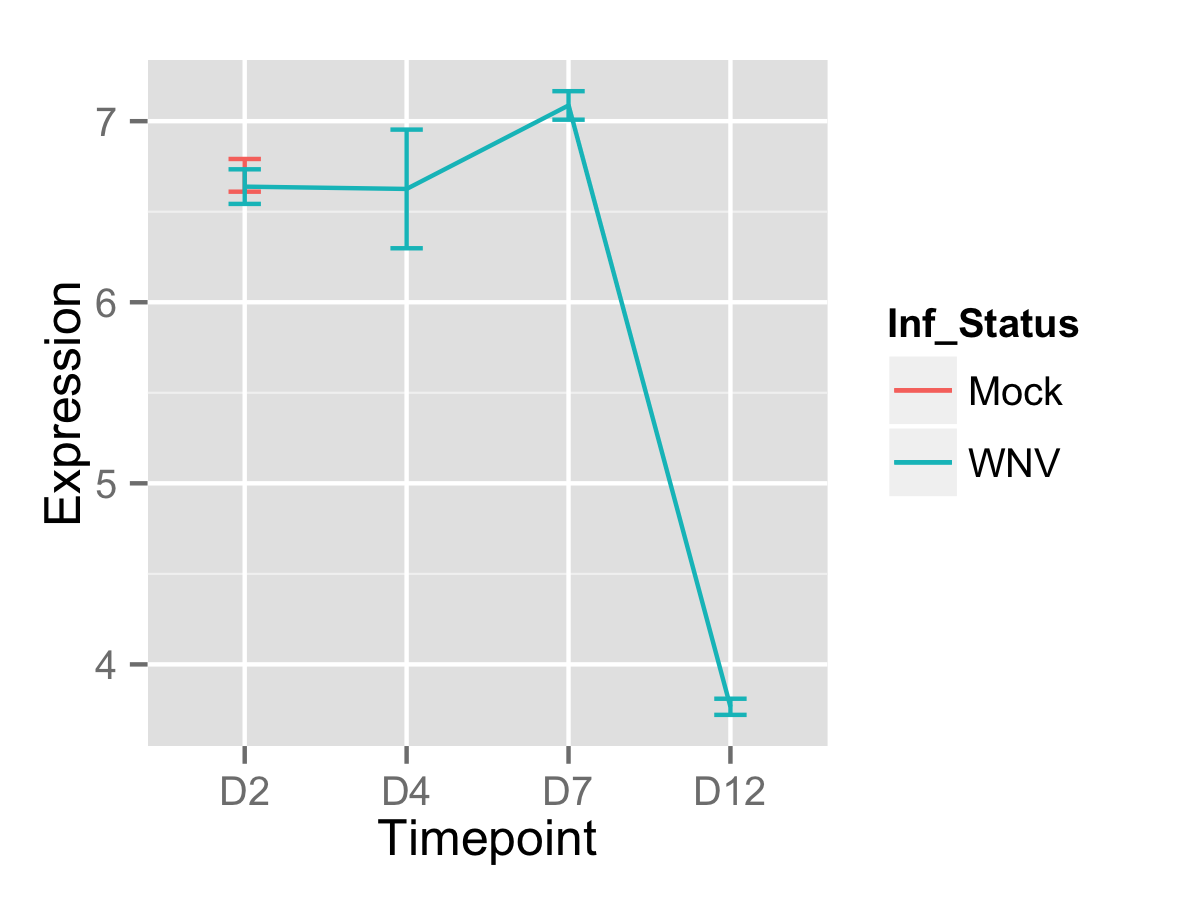 Expression
7
6
5
4
D2 D4 D7 D12
Timepoint
Inf_Status
Mock
WNV